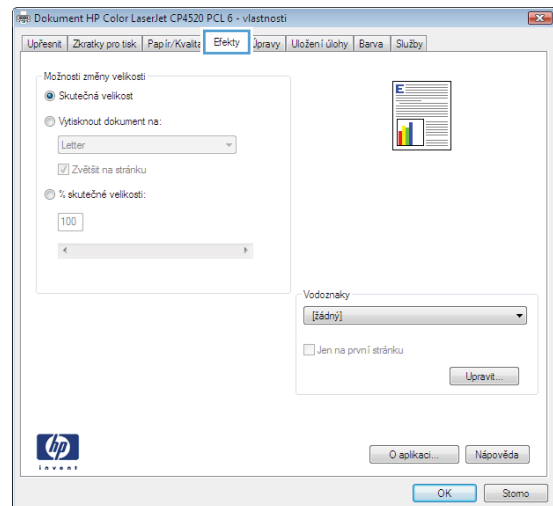 Dokument HP Color LaserJet CP4520 PCL 6 - vlastnosti
Upřesnit Zkratky pro tisk Papír/Kvalita Efekty Úpravy Uložení úlohy Barva Služby
Možnosti změny velikosti
Skutečná velikost
Vytisknout dokument na:
Letter
Zvětšit na stránku
% skutečné velikosti:
100
E
Vodoznaky
[žádný]
Jen na první stránku
Upravit...
hp
invent
O aplikaci... Nápověda
OK Storno